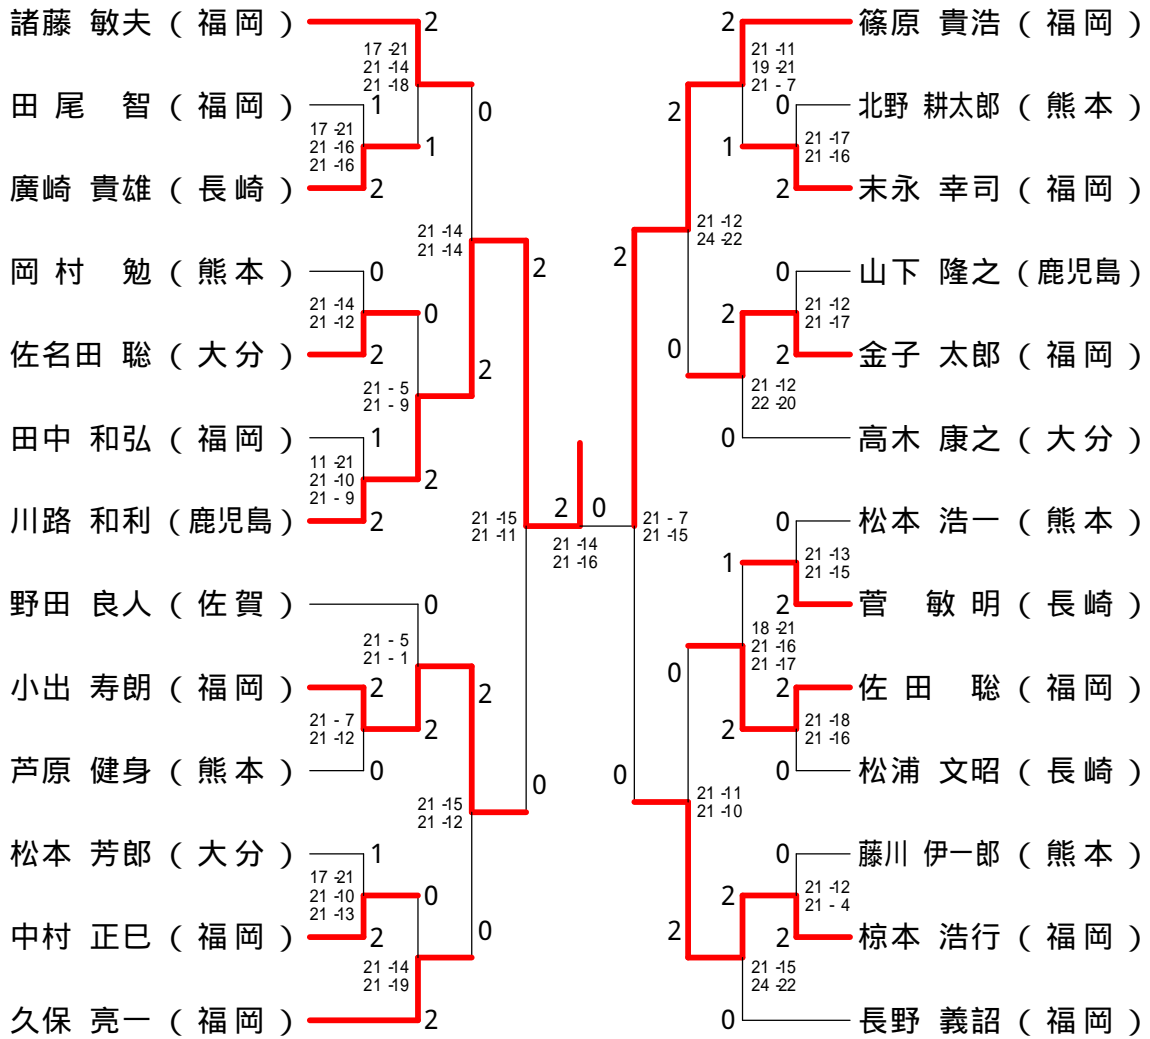 諸藤 敏夫 ( 福岡 )
2
17 -21
21 -14
21 -18
田尾 智 ( 福岡 )
1
0
17 -21
21 -16
21 -16
1
廣崎 貴雄 ( 長崎 )
2
21 -14
21 -14
岡村 勉 ( 熊本 )
0
2
21 -14
21 -12
0
佐名田 聡 ( 大分 )
2
2
21 - 5
21 - 9
田中 和弘 ( 福岡 )
1
11 -21
21 -10
21 - 9
2
川路 和利 (鹿児島)
2
21 -15
21 -11
野田 良人 ( 佐賀 )
0
21 - 5
21 - 1
小出 寿朗 ( 福岡 )
2
2
21 - 7
21 -12
2
芦原 健身 ( 熊本 )
0
0
21 -15
21 -12
松本 芳郎 ( 大分 )
1
17 -21
21 -10
21 -13
0
中村 正巳 ( 福岡 )
2
0
21 -14
21 -19
久保 亮一 ( 福岡 )
2
2 0
21 -14
21 -16
2
篠原 貴浩 ( 福岡 )
21 -11
19 -21
21 - 7
2
0
北野 耕太郎 ( 熊本 )
21 -17
21 -16
1
2
末永 幸司 ( 福岡 )
21 -12
24 -22
2
0
山下 隆之 (鹿児島)
21 -12
21 -17
2
0
2
金子 太郎 ( 福岡 )
21 -12
22 -20
0
高木 康之 ( 大分 )
21 - 7
21 -15
0
松本 浩一 ( 熊本 )
21 -13
21 -15
1
2
菅 敏明 ( 長崎 )
18 -21
21 -16
21 -17
0
2
佐田 聡 ( 福岡 )
21 -18
21 -16
2
0
松浦 文昭 ( 長崎 )
0
21 -11
21 -10
0
藤川 伊一郎 ( 熊本 )
21 -12
21 - 4
2
2
2
椋本 浩行 ( 福岡 )
21 -15
24 -22
0
長野 義詔 ( 福岡 )